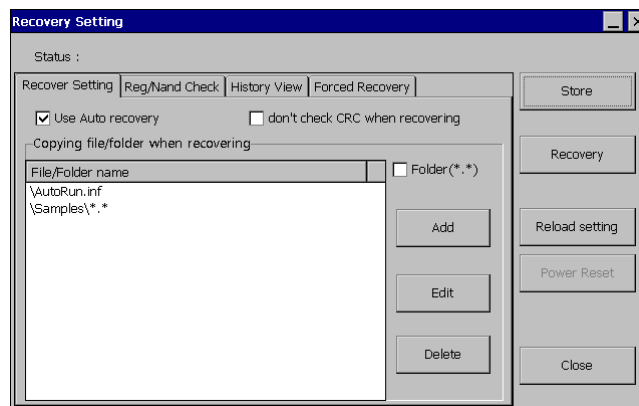 Recovery Setting
Status :
Recover Setting Reg/Nand Check History View Forced Recovery
Store
Use Auto recovery don't check CRC when recovering
Copying file/folder when recovering
Recovery
File/Folder name
Folder(*.*)
\AutoRun.inf
\Samples\*.*
Add
Reload setting
Power Reset
Edit
Delete
Close